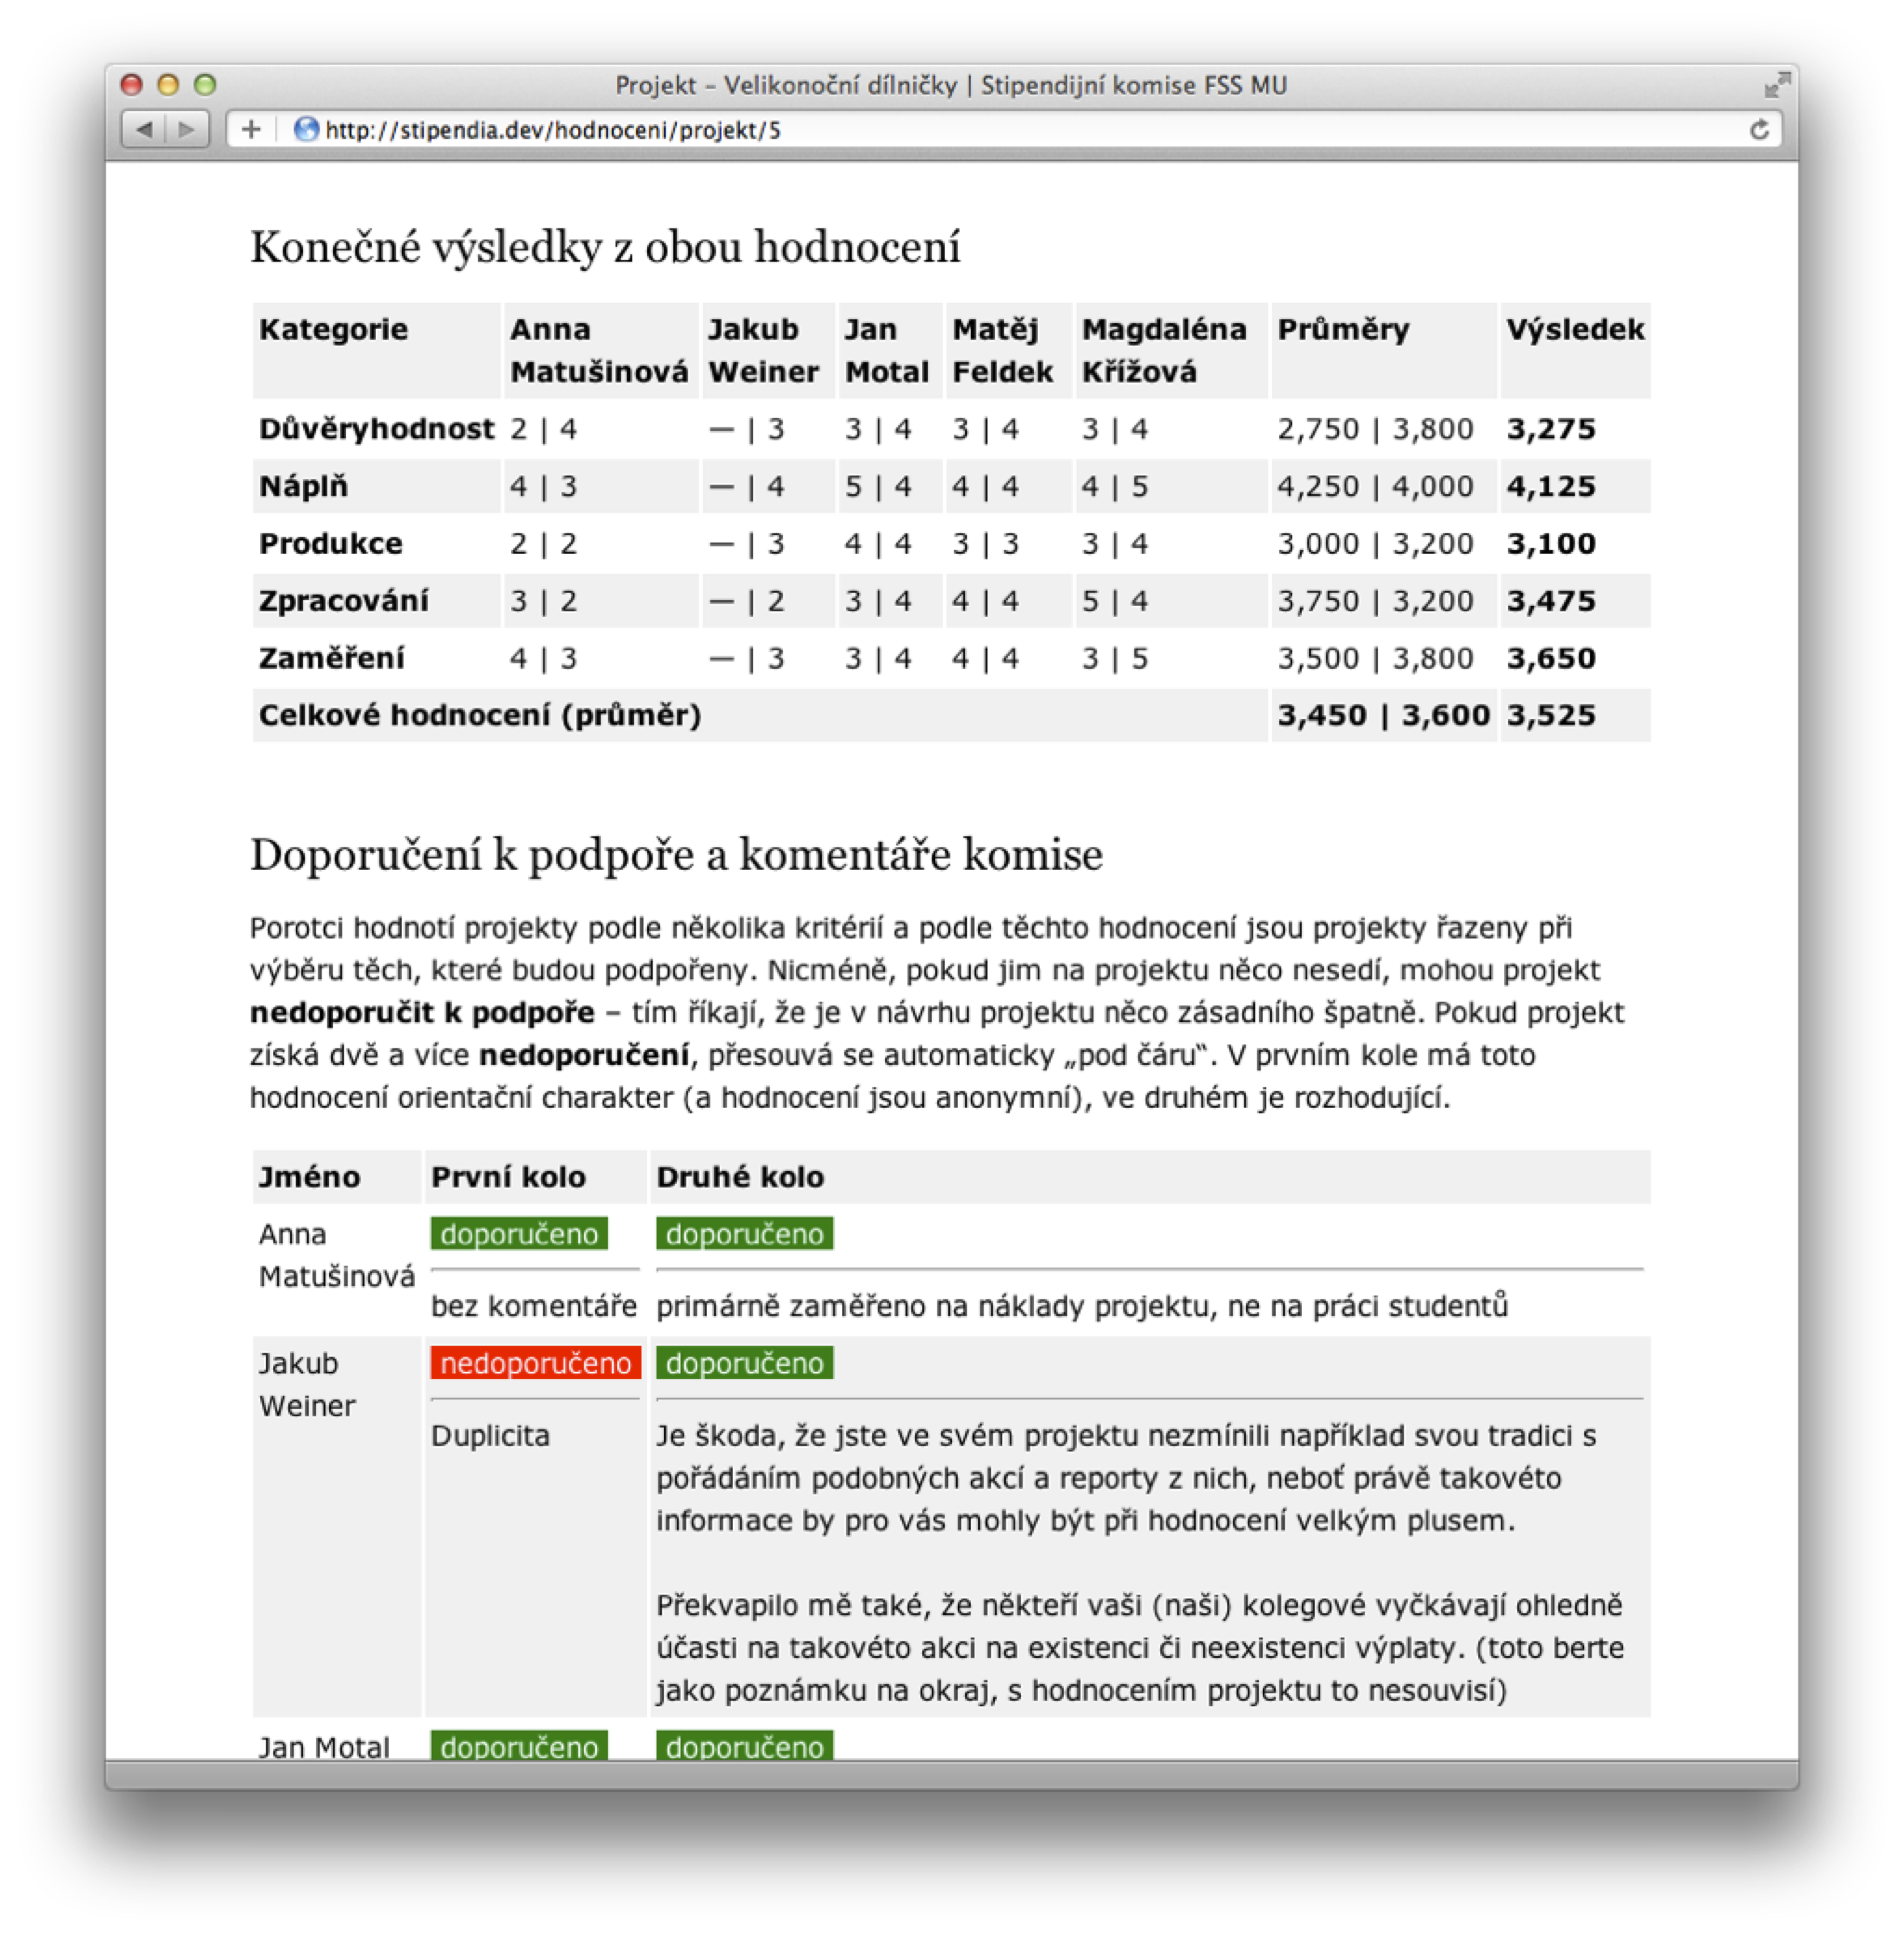 Projekt – Velikonoční dílničky | Stipendijní komise FSS MU
http://stipendia.dev/hodnoceni/projekt/5
Konečné výsledky z obou hodnocení
Kategorie Anna Matušinová Jakub Weiner Jan Motal Matěj Feldek Magdaléna Křížová Průměry Výsledek
Důvěryhodnost 2 | 4 — | 3 3 | 4 3 | 4 3 | 4 2,750 | 3,800 3,275
Náplň 4 | 3 — | 4 5 | 4 4 | 4 4 | 5 4,250 | 4,000 4,125
Produkce 2 | 2 — | 3 4 | 4 3 | 3 3 | 4 3,000 | 3,200 3,100
Zpracování 3 | 2 — | 2 3 | 4 4 | 4 5 | 4 3,750 | 3,200 3,475
Zaměření 4 | 3 — | 3 3 | 4 4 | 4 3 | 5 3,500 | 3,800 3,650
Celkové hodnocení (průměr) 3,450 | 3,600 3,525
Doporučení k podpoře a komentáře komise
Porotci hodnotí projekty podle několika kritérií a podle těchto hodnocení jsou projekty řazeny při
výběru těch, které budou podpořeny. Nicméně, pokud jim na projektu něco nesedí, mohou projekt
nedoporučit k podpoře – tím říkají, že je v návrhu projektu něco zásadního špatně. Pokud projekt
získá dvě a více nedoporučení, přesouvá se automaticky „pod čáru“. V prvním kole má toto
hodnocení orientační charakter (a hodnocení jsou anonymní), ve druhém je rozhodující.
Jméno První kolo Druhé kolo
Anna Matušinová doporučeno doporučeno
bez komentáře primárně zaměřeno na náklady projektu, ne na práci studentů
Jakub Weiner nedoporučeno doporučeno
Duplicita Je škoda, že jste ve svém projektu nezmínili například svou tradici s
pořádáním podobných akcí a reporty z nich, neboť právě takovéto
informace by pro vás mohly být při hodnocení velkým plusem.
Překvapilo mě také, že někteří vaši (naši) kolegové vyčkávají ohledně
účasti na takovéto akci na existenci či neexistenci výplaty. (toto berte
jako poznámku na okraj, s hodnocením projektu to nesouvisí)
Jan Motal doporučeno doporučeno